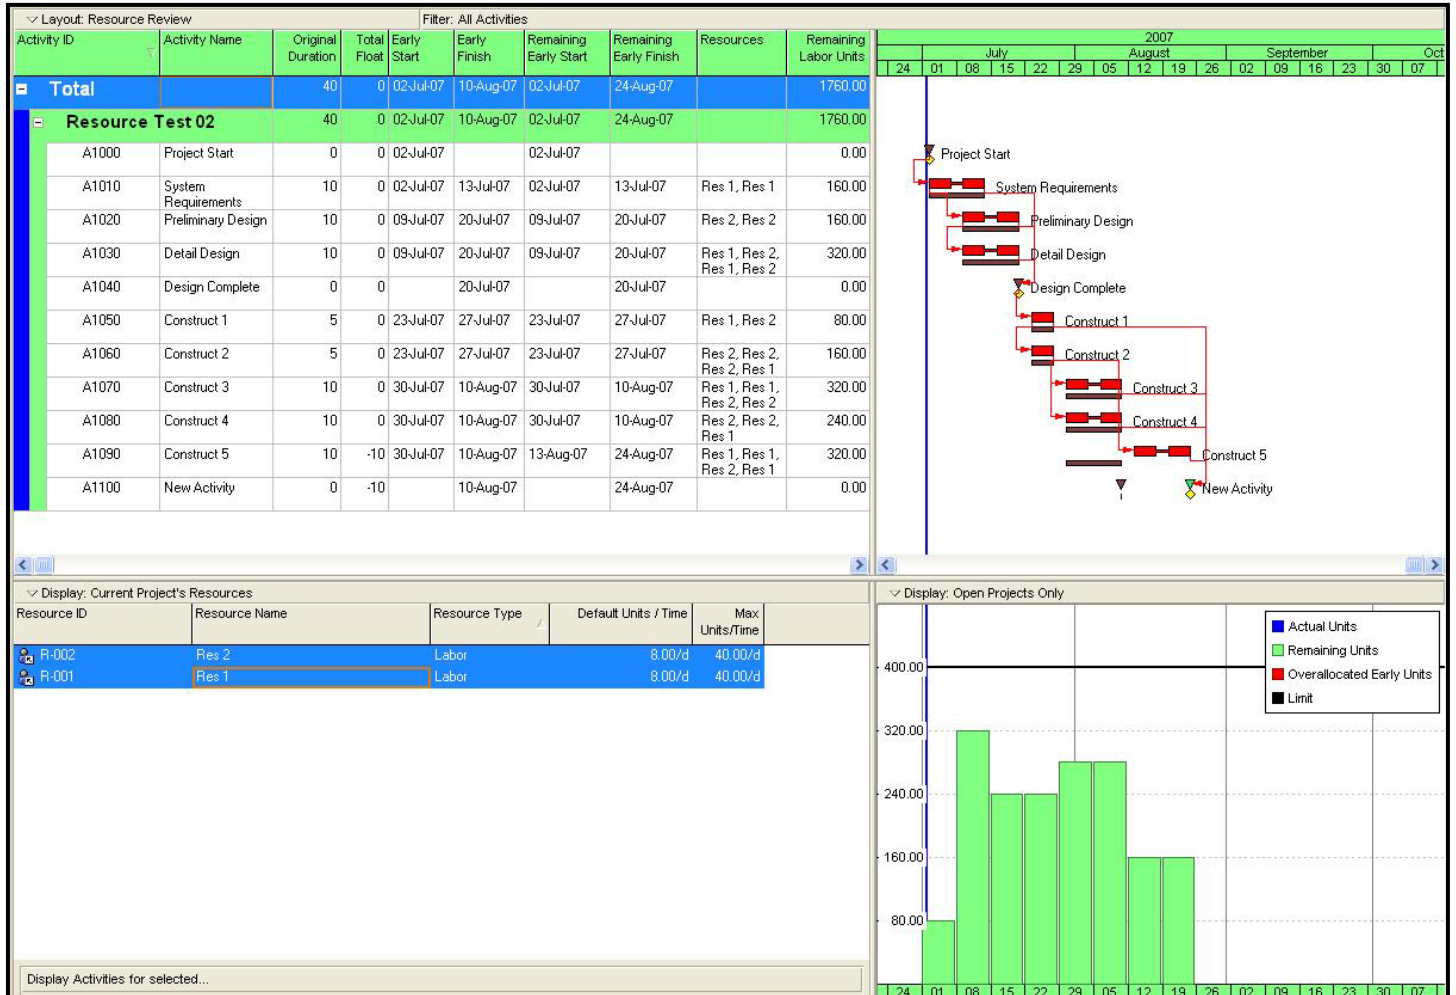 Layout: Resource Review Filter: All Activities
Activity ID Activity Name Original Duration Total Float Early Start Early Finish Remaining Early Start Remaining Early Finish Resources Remaining Labor Units
Total 40 0 02-Jul-07 10-Aug-07 02-Jul-07 24-Aug-07 1760.00
Resource Test 02 40 0 02-Jul-07 10-Aug-07 02-Jul-07 24-Aug-07 1760.00
A1000 Project Start 0 0 02-Jul-07 02-Jul-07 0.00
A1010 System Requirements 10 0 02-Jul-07 13-Jul-07 02-Jul-07 13-Jul-07 Res 1, Res 1 160.00
A1020 Preliminary Design 10 0 09-Jul-07 20-Jul-07 09-Jul-07 20-Jul-07 Res 2, Res 2 160.00
A1030 Detail Design 10 0 09-Jul-07 20-Jul-07 09-Jul-07 20-Jul-07 Res 1, Res 2, Res 1, Res 2 320.00
A1040 Design Complete 0 0 20-Jul-07 20-Jul-07 0.00
A1050 Construct 1 5 0 23-Jul-07 27-Jul-07 23-Jul-07 27-Jul-07 Res 1, Res 2 80.00
A1060 Construct 2 5 0 23-Jul-07 27-Jul-07 23-Jul-07 27-Jul-07 Res 2, Res 2, Res 2, Res 1 160.00
A1070 Construct 3 10 0 30-Jul-07 10-Aug-07 30-Jul-07 10-Aug-07 Res 1, Res 1, Res 2, Res 2 320.00
A1080 Construct 4 10 0 30-Jul-07 10-Aug-07 30-Jul-07 10-Aug-07 Res 2, Res 2, Res 1 240.00
A1090 Construct 5 10 -10 30-Jul-07 10-Aug-07 13-Aug-07 24-Aug-07 Res 1, Res 1, Res 2, Res 1 320.00
A1100 New Activity 0 -10 10-Aug-07 24-Aug-07 0.00
2007
July August September Oct
24 01 08 15 22 29 05 12 19 26 02 09 16 23 30 07
Project Start
System Requirements
Preliminary Design
Detail Design
Design Complete
Construct 1
Construct 2
Construct 3
Construct 4
Construct 5
New Activity
Display: Current Project's Resources
Resource ID Resource Name Resource Type Default Units / Time Max Units/Time
R-002 Res 2 Labor 8.00/d 40.00/d
R-001 Res 1 Labor 8.00/d 40.00/d
Display Activities for selected...
Display: Open Projects Only
Actual Units
Remaining Units
Overallocated Early Units
Limit
400.00
320.00
240.00
160.00
80.00
24 01 08 15 22 29 05 12 19 26 02 09 16 23 30 07